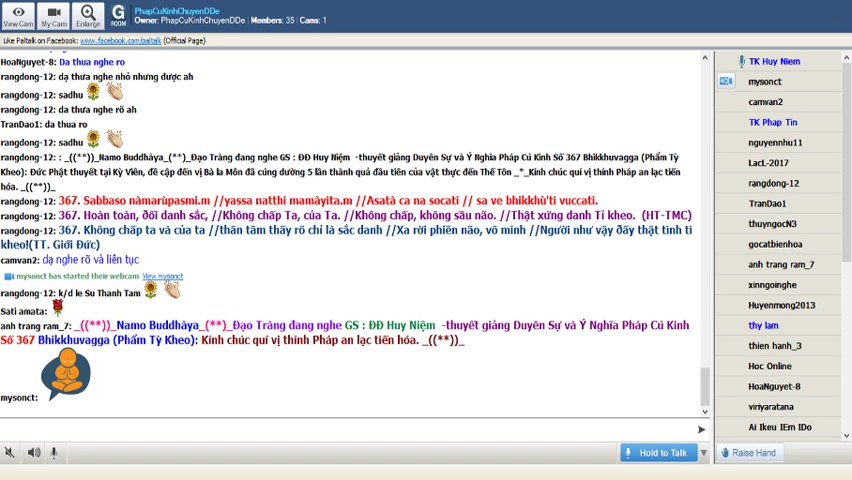 PhapCuKinhChuyenDDe
Owner: PhapCuKinhChuyenDDe | Members: 35 | Cams: 1
View Cam My Cam Enlarge G ROOM
Like Paltalk on Facebook: www.facebook.com/paltalk (Official Page)
HoaNguyet-8: Da thua nghe ro
rangdong-12: dạ thưa nghe nhỏ nhưng được ah
rangdong-12: sadhu
rangdong-12: da thưa nghe rõ ah
TranDao1: da thua ro
rangdong-12: sadhu
rangdong-12: : _((**))_Namo Buddhàya_(**)_Đạo Tràng đang nghe GS : ĐĐ Huy Niệm -thuyết giảng Duyên Sự và Ý Nghĩa Pháp Cú Kinh Số 367 Bhikkhuvagga (Phẩm Tỳ
Kheo): Đức Phật thuyết tại Kỳ Viên, đề cập đến vị Bà la Môn đã cúng dường 5 lần thành quả đầu tiên của vật thực đến Thế Tôn _*_Kính chúc quí vị thính Pháp an lạc tiến
hóa. _((**))_
rangdong-12: 367. Sabbaso nàmarùpasmi.m //yassa natthi mamàyita.m //Asatà ca na socati // sa ve bhikkhù'ti vuccati.
rangdong-12: 367. Hoàn toàn, đối danh sắc, //Không chấp Ta, của Ta. //Không chấp, không sầu não. //Thật xứng danh Tỉ kheo. (HT-TMC)
rangdong-12: 367. Không chấp ta và của ta //thân tâm thấy rõ chỉ là sắc danh //Xa rời phiền não, vô minh //Người như vậy đấy thật tình tì
kheo!(TT. Giới Đức)
camvan2: dạ nghe rõ và liên tục
mysonct has started their webcam View mysonct
rangdong-12: k/d le Su Thanh Tam
Sati amata:
anh trang ram_7: _((**))_Namo Buddhàya_(**)_Đạo Tràng đang nghe GS : ĐĐ Huy Niệm -thuyết giảng Duyên Sự và Ý Nghĩa Pháp Cú Kinh
Số 367 Bhikkhuvagga (Phẩm Tỳ Kheo): Kính chúc quí vị thính Pháp an lạc tiến hóa. _((**))_
mysonct:
TK Huy Niem
mysonct
camvan2
TK Phap Tin
nguyennhu11
LacL-2017
rangdong-12
TranDao1
thuyngocN3
gocatbienhoa
anh trang ram_7
xinngoinghe
Huyenmong2013
thy lam
thien hanh_3
Hoc Online
HoaNguyet-8
viriyaratana
Ai Ikeu IEm IDo
Hold to Talk
Raise Hand